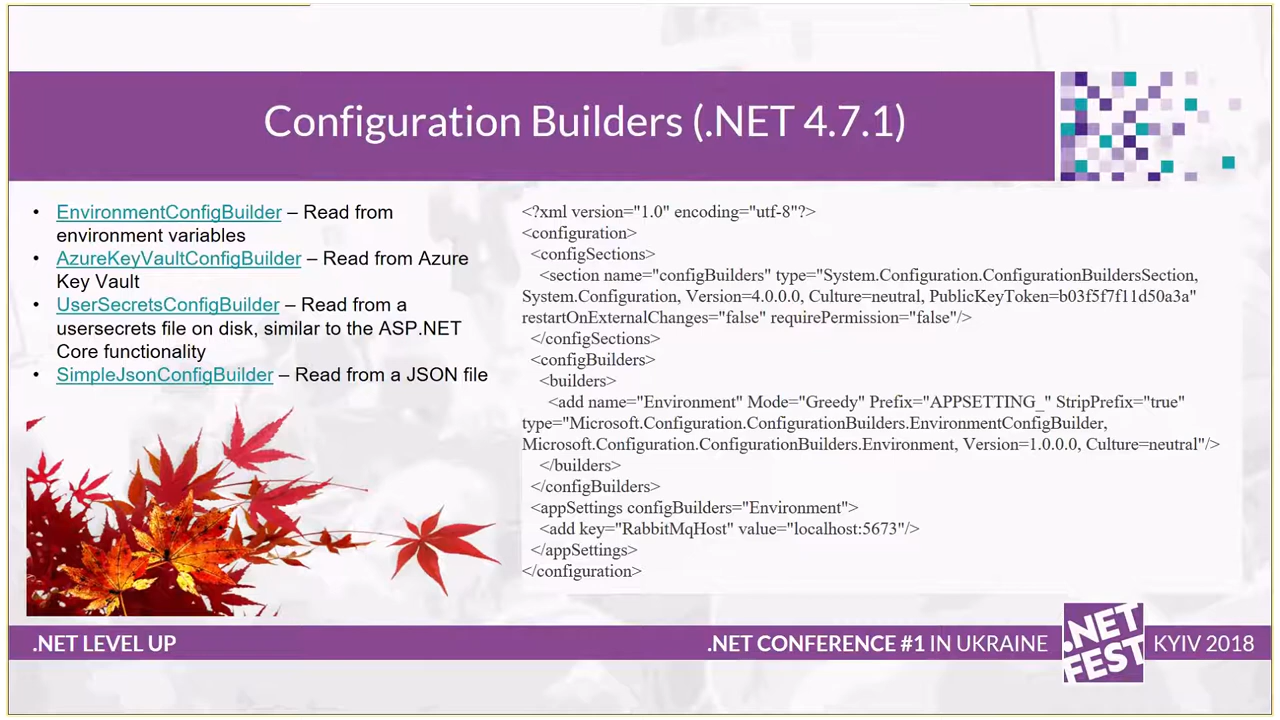 Configuration Builders (.NET 4.7.1)
• EnvironmentConfigBuilder – Read from
environment variables
• AzureKeyVaultConfigBuilder – Read from Azure
Key Vault
• UserSecretsConfigBuilder – Read from a
usersecrets file on disk, similar to the ASP.NET
Core functionality
• SimpleJsonConfigBuilder – Read from a JSON file
<?xml version="1.0" encoding="utf-8"?>
<configuration>
<configSections>
<section name="configBuilders" type="System.Configuration.ConfigurationBuildersSection,
System.Configuration, Version=4.0.0.0, Culture=neutral, PublicKeyToken=b03f5f7f11d50a3a"
restartOnExternalChanges="false" requirePermission="false"/>
</configSections>
<configBuilders>
<builders>
<add name="Environment" Mode="Greedy" Prefix="APPSETTING_" StripPrefix="true"
type="Microsoft.Configuration.ConfigurationBuilders.EnvironmentConfigBuilder,
Microsoft.Configuration.ConfigurationBuilders.Environment, Version=1.0.0.0, Culture=neutral"/>
</builders>
</configBuilders>
<appSettings configBuilders="Environment">
<add key="RabbitMqHost" value="localhost:5673"/>
</appSettings>
</configuration>
.NET LEVEL UP
.NET CONFERENCE #1 IN UKRAINE
.NET
FEST
KYIV 2018